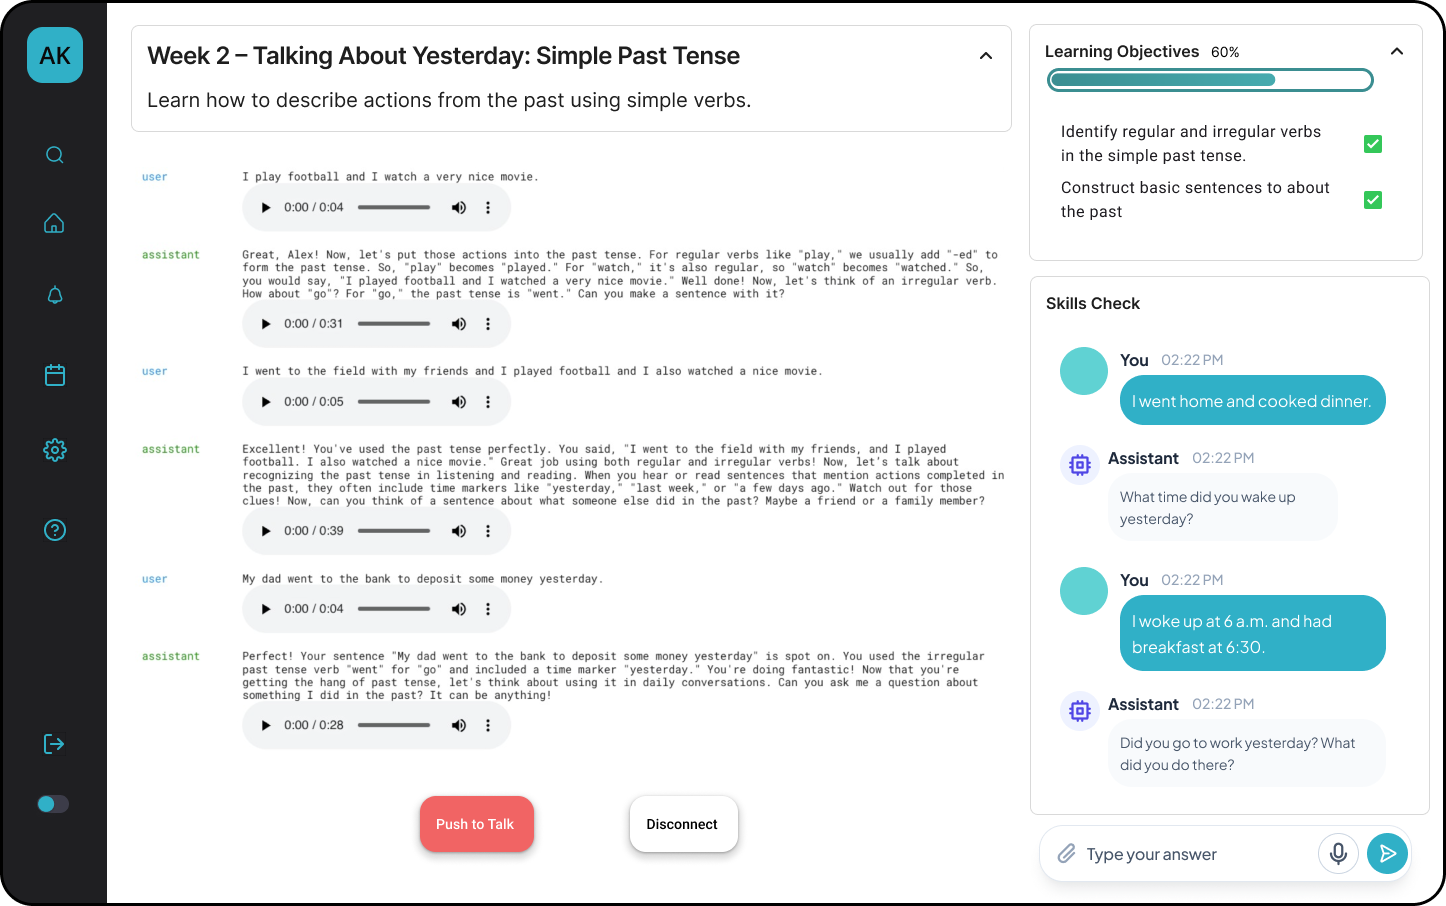 AK
Week 2 – Talking About Yesterday: Simple Past Tense
Learn how to describe actions from the past using simple verbs.
user
I play football and I watch a very nice movie.
0:00 / 0:04
assistant
Great, Alex! Now, let's put those actions into the past tense. For regular verbs like "play," we usually add "-ed" to
form the past tense. So, "play" becomes "played." For "watch," it's also regular, so "watch" becomes "watched." So,
you would say, "I played football and I watched a very nice movie." Well done! Now, let's think of an irregular verb.
How about "go"? For "go," the past tense is "went." Can you make a sentence with it?
0:00 / 0:31
user
I went to the field with my friends and I played football and I also watched a nice movie.
0:00 / 0:05
assistant
Excellent! You've used the past tense perfectly. You said, "I went to the field with my friends, and I played
football. I also watched a nice movie." Great job using both regular and irregular verbs! Now, let's talk about
recognizing the past tense in listening and reading. When you hear or read sentences that mention actions completed in
the past, they often include time markers like "yesterday," "last week," or "a few days ago." Watch out for those
clues! Now, can you think of a sentence about what someone else did in the past? Maybe a friend or a family member?
0:00 / 0:39
user
My dad went to the bank to deposit some money yesterday.
0:00 / 0:04
assistant
Perfect! Your sentence "My dad went to the bank to deposit some money yesterday" is spot on. You used the irregular
past tense verb "went" for "go" and included a time marker "yesterday." You're doing fantastic! Now that you're
getting the hang of past tense, let's think about using it in daily conversations. Can you ask me a question about
something I did in the past? It can be anything!
0:00 / 0:28
Push to Talk
Disconnect
Learning Objectives 60%
Identify regular and irregular verbs
in the simple past tense.
Construct basic sentences to about
the past
Skills Check
You 02:22 PM
I went home and cooked dinner.
Assistant 02:22 PM
What time did you wake up
yesterday?
You 02:22 PM
I woke up at 6 a.m. and had
breakfast at 6:30.
Assistant 02:22 PM
Did you go to work yesterday? What
did you do there?
Type your answer